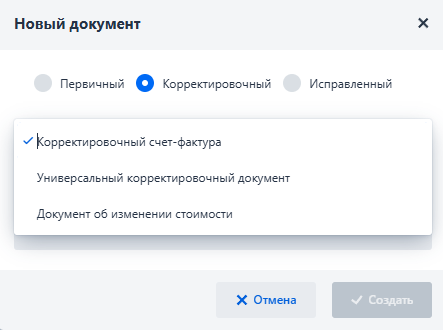 Новый документ
Первичный Корректировочный Исправленный
Корректировочный счет-фактура
Универсальный корректировочный документ
Документ об изменении стоимости
Отмена Создать